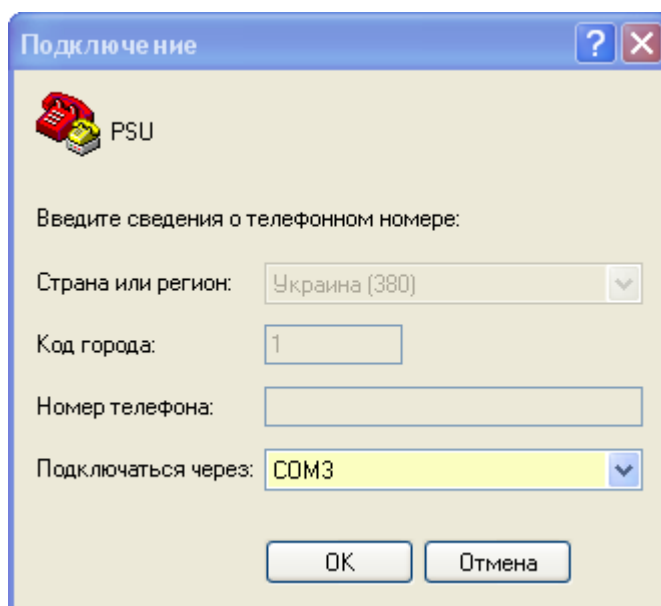 Подключение
PSU
Введите сведения о телефонном номере:
Страна или регион: Украина (380)
Код города: 1
Номер телефона:
Подключаться через: COM3
OK Отмена